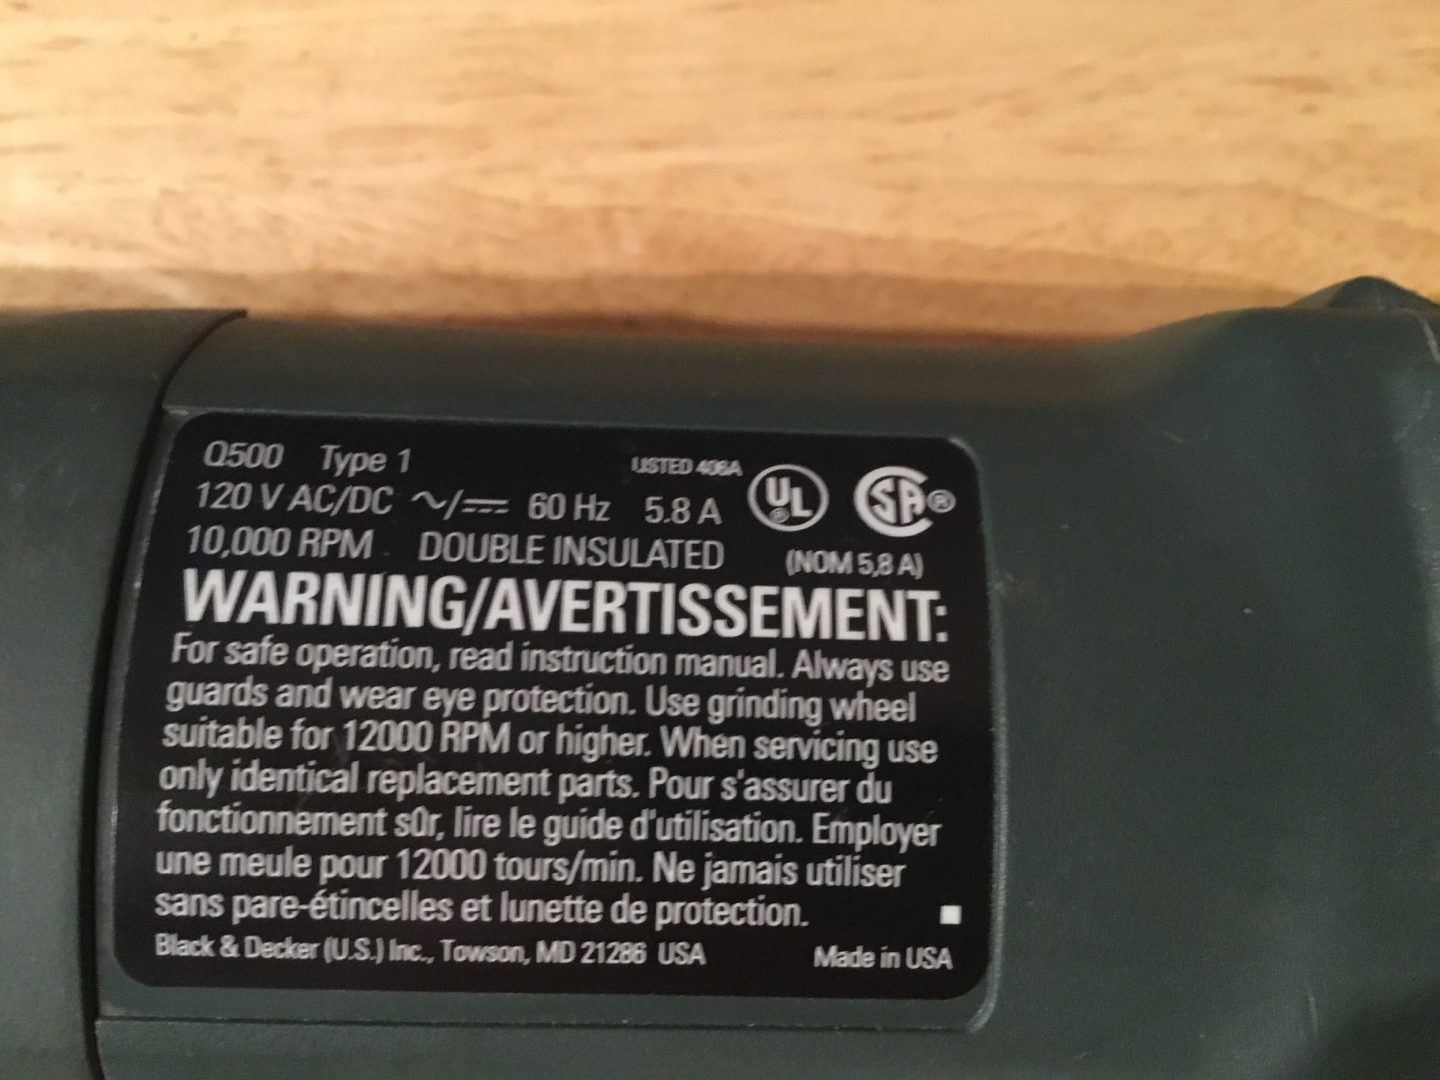 Q500 Type 1 LISTED 406A UL ® SA ®
120 V AC/DC ⏦/⎓ 60 Hz 5.8 A
10,000 RPM DOUBLE INSULATED (NOM 5,8 A)
WARNING/AVERTISSEMENT:
For safe operation, read instruction manual. Always use
guards and wear eye protection. Use grinding wheel
suitable for 12000 RPM or higher. When servicing use
only identical replacement parts. Pour s'assurer du
fonctionnement sûr, lire le guide d'utilisation. Employer
une meule pour 12000 tours/min. Ne jamais utiliser
sans pare-étincelles et lunette de protection.
Black & Decker (U.S.) Inc., Towson, MD 21286 USA Made in USA